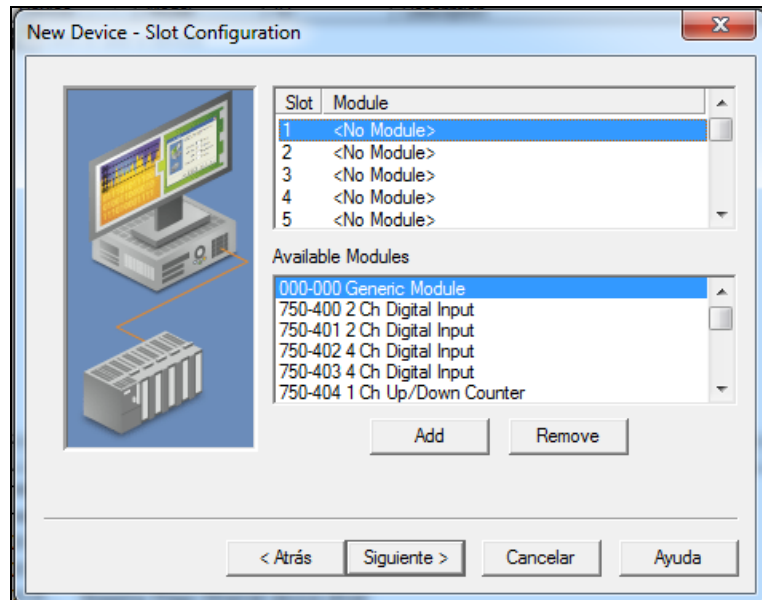 New Device - Slot Configuration
Slot Module
1 <No Module>
2 <No Module>
3 <No Module>
4 <No Module>
5 <No Module>
Available Modules
000-000 Generic Module
750-400 2 Ch Digital Input
750-401 2 Ch Digital Input
750-402 4 Ch Digital Input
750-403 4 Ch Digital Input
750-404 1 Ch Up/Down Counter
Add Remove
< Atrás Siguiente > Cancelar Ayuda